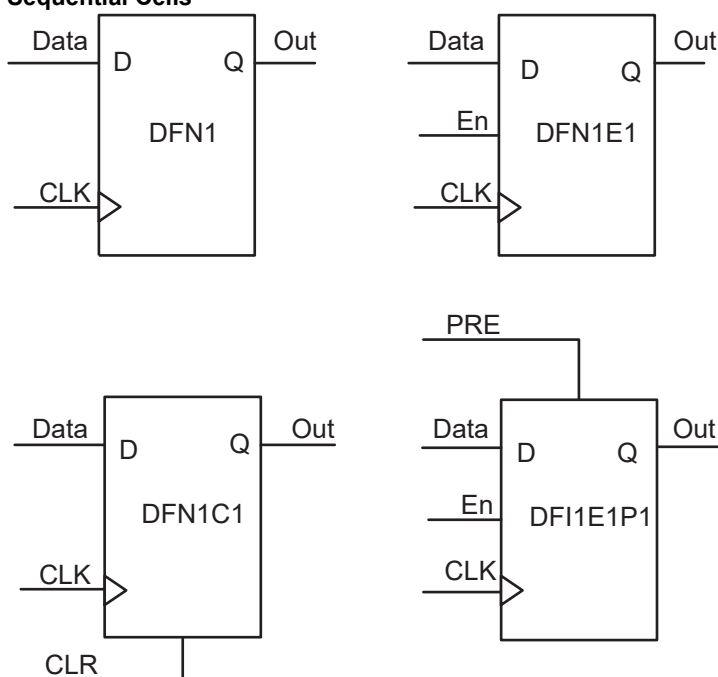 Sequential Cells
Data Out Data Out
D Q D Q
DFN1 En DFN1E1
CLK CLK
PRE
Data Out Data Out
D Q D Q
DFN1C1 En DFI1E1P1
CLK CLK
CLR